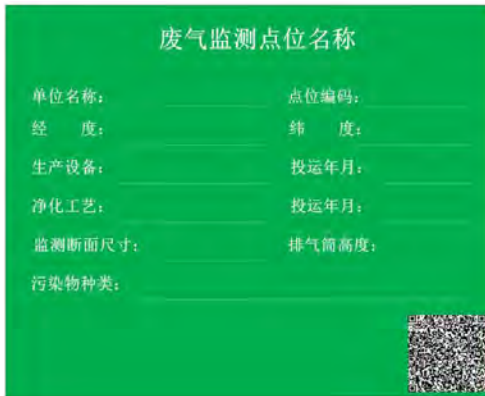 废气监测点位名称
单位名称： 点位编码：
经 度： 纬 度：
生产设备： 投运年月：
净化工艺： 投运年月：
监测断面尺寸： 排气筒高度：
污染物种类：